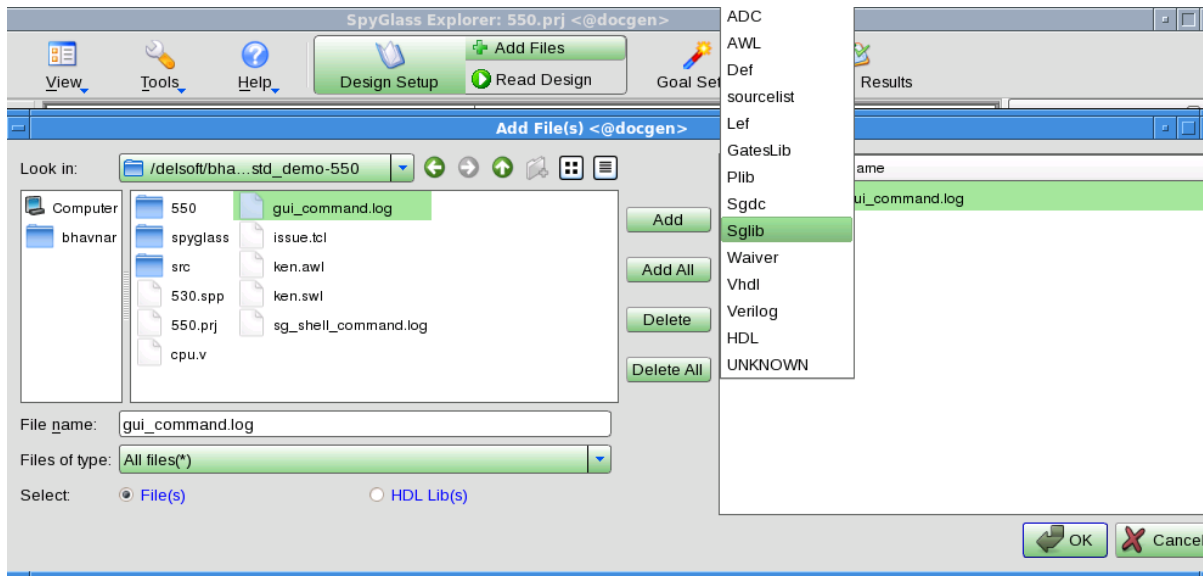 SpyGlass Explorer: 550.prj <@docgen>
View
Tools
Help
Design Setup
Add Files
Read Design
Goal Set
Results
ADC
AWL
Def
sourcelist
Lef
GatesLib
Plib
Sgdc
Sglib
Waiver
Vhdl
Verilog
HDL
UNKNOWN
Add File(s) <@docgen>
Look in:
/delsoft/bha...std_demo-550
Computer
bhavnar
550
spyglass
src
530.spp
550.prj
cpu.v
gui_command.log
issue.tcl
ken.awl
ken.swl
sg_shell_command.log
Add
Add All
Delete
Delete All
ame
ui_command.log
File name:
gui_command.log
Files of type:
All files(*)
Select:
File(s)
HDL Lib(s)
OK
Cancel